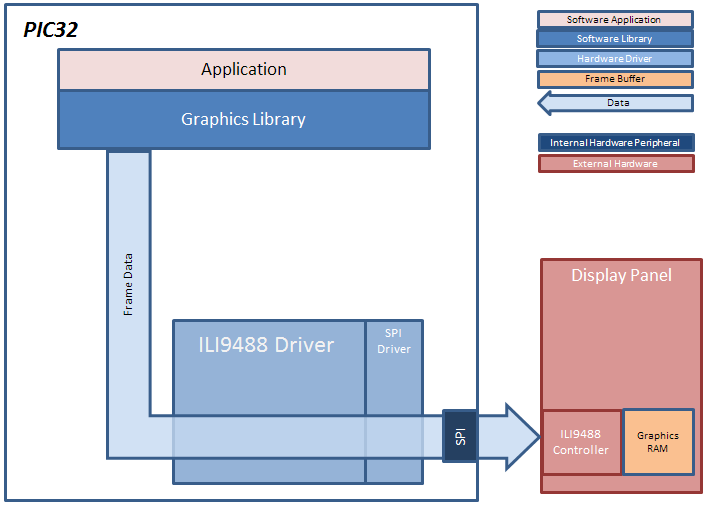 PIC32
Application
Graphics Library
Frame Data
ILI9488 Driver
SPI
Driver
SPI
Software Application
Software Library
Hardware Driver
Frame Buffer
Data
Internal Hardware Peripheral
External Hardware
Display Panel
ILI9488
Controller
Graphics
RAM